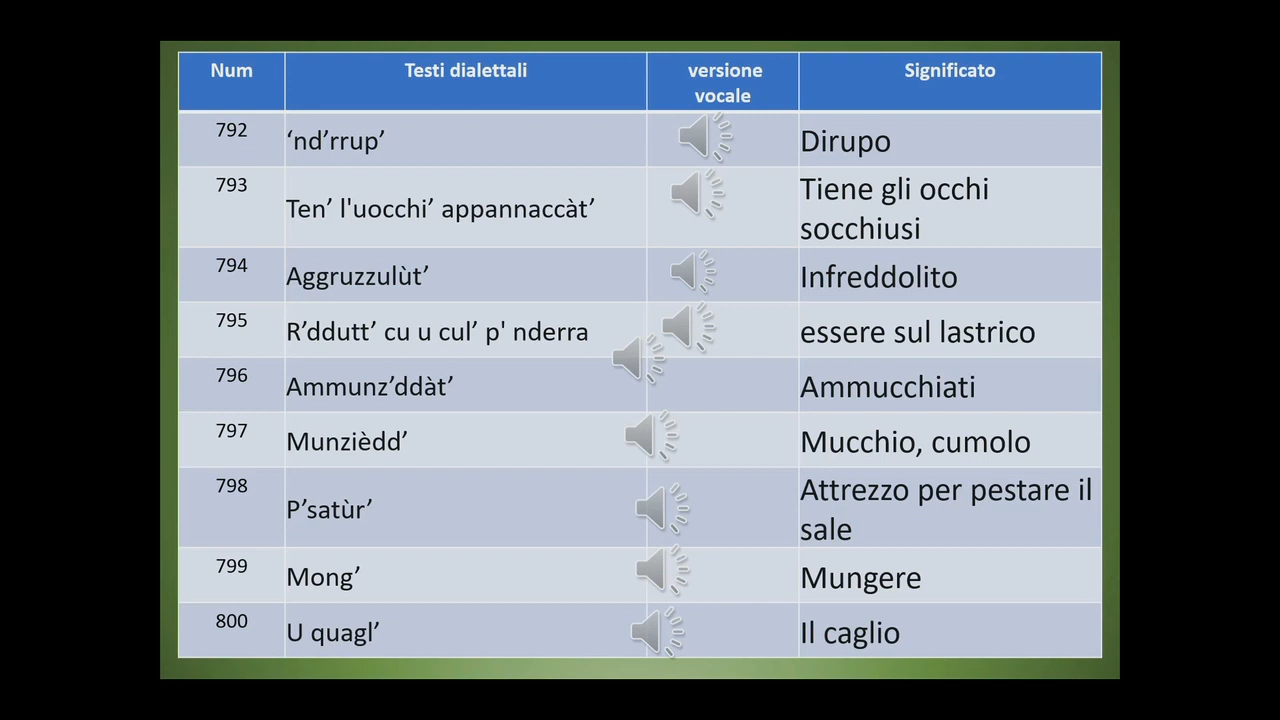 Num Testi dialettali versione vocale Significato
792 ‘nd’rrup’ Dirupo
793 Ten’ l'uocchi’ appannaccàt’ Tiene gli occhi socchiusi
794 Aggruzzulùt’ Infreddolito
795 R’ddutt’ cu u cul’ p' nderra essere sul lastrico
796 Ammunz’ddàt’ Ammucchiati
797 Munzièdd’ Mucchio, cumolo
798 P’satùr’ Attrezzo per pestare il sale
799 Mong’ Mungere
800 U quagl’ Il caglio